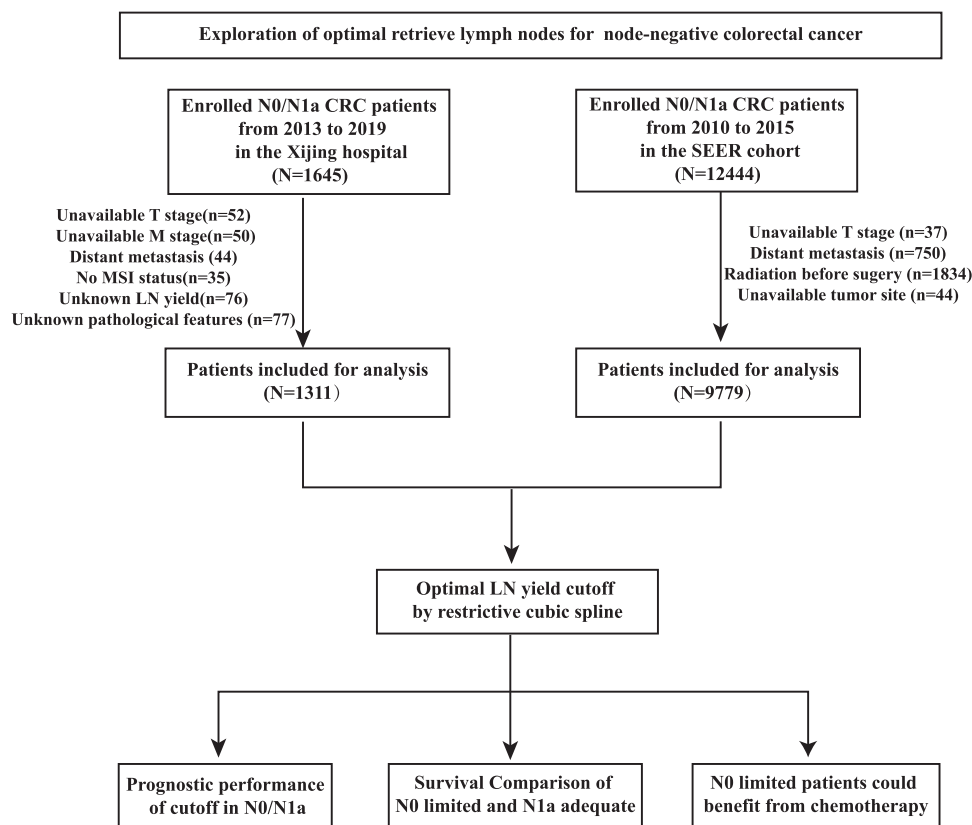 Exploration of optimal retrieve lymph nodes for node-negative colorectal cancer
Enrolled N0/N1a CRC patients
from 2013 to 2019
in the Xijing hospital
(N=1645)
Enrolled N0/N1a CRC patients
from 2010 to 2015
in the SEER cohort
(N=12444)
Unavailable T stage(n=52)
Unavailable M stage(n=50)
Distant metastasis (44)
No MSI status(n=35)
Unknown LN yield(n=76)
Unknown pathological features (n=77)
Unavailable T stage (n=37)
Distant metastasis(n=750)
Radiation before sugery (n=1834)
Unavailable tumor site (n=44)
Patients included for analysis
(N=1311）
Patients included for analysis
(N=9779）
Optimal LN yield cutoff
by restrictive cubic spline
Prognostic performance
of cutoff in N0/N1a
Survival Comparison of
N0 limited and N1a adequate
N0 limited patients could
benefit from chemotherapy